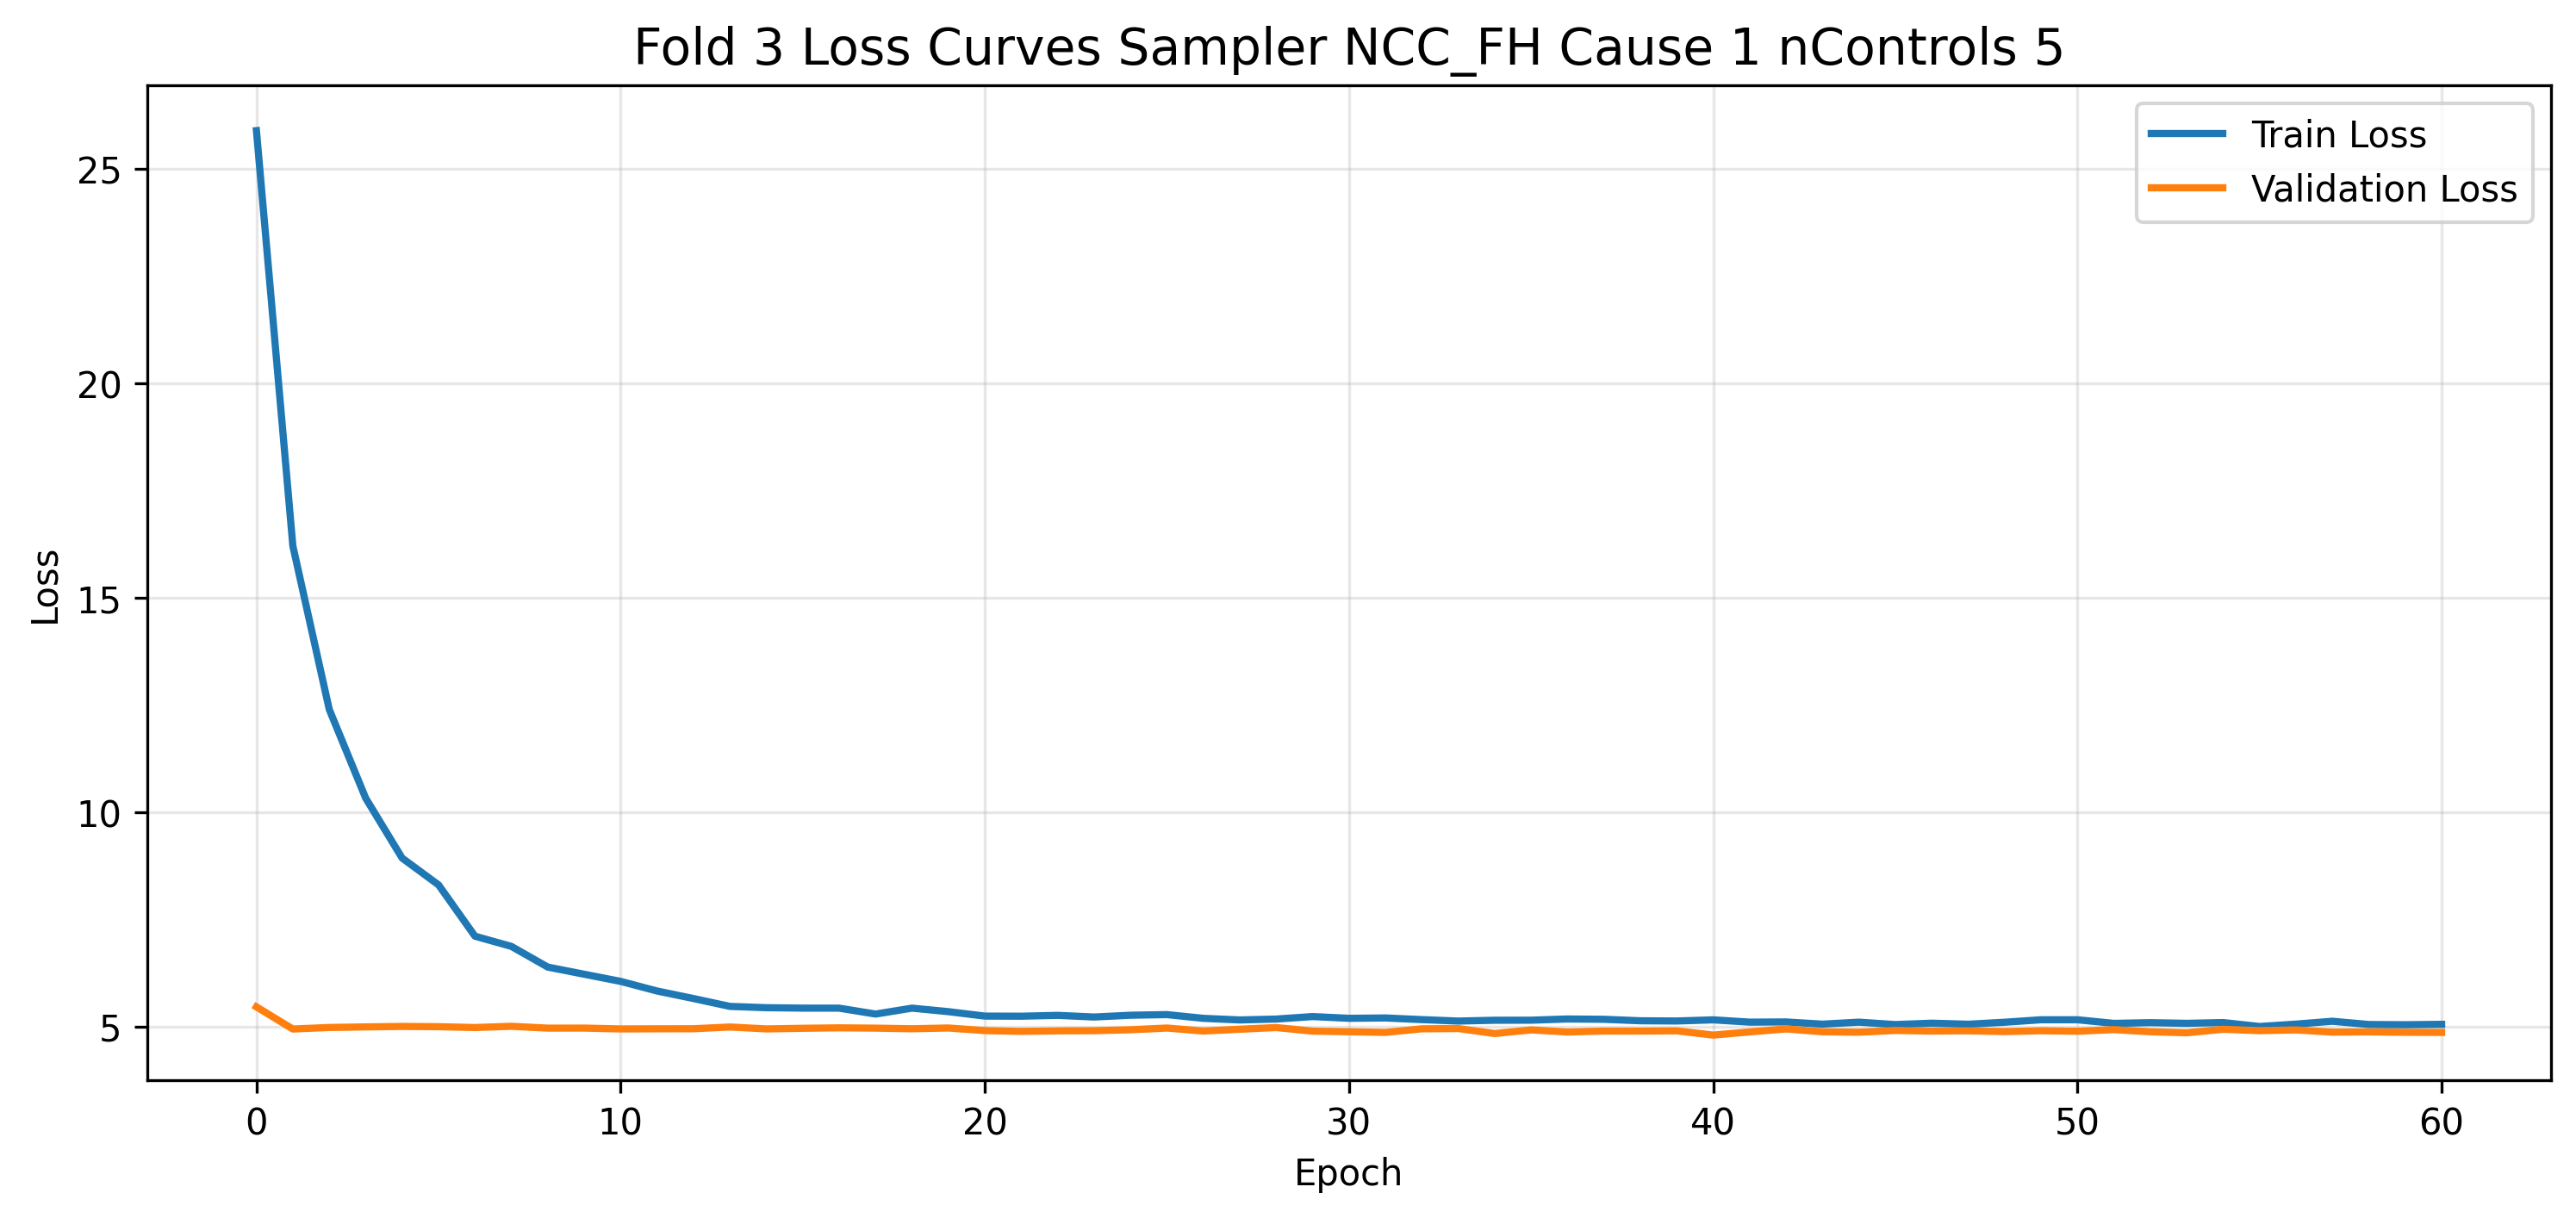 Fold 3 Loss Curves Sampler NCC_FH Cause 1 nControls 5
Train Loss
Validation Loss
25
20
15
10
5
Loss
0 10 20 30 40 50 60
Epoch